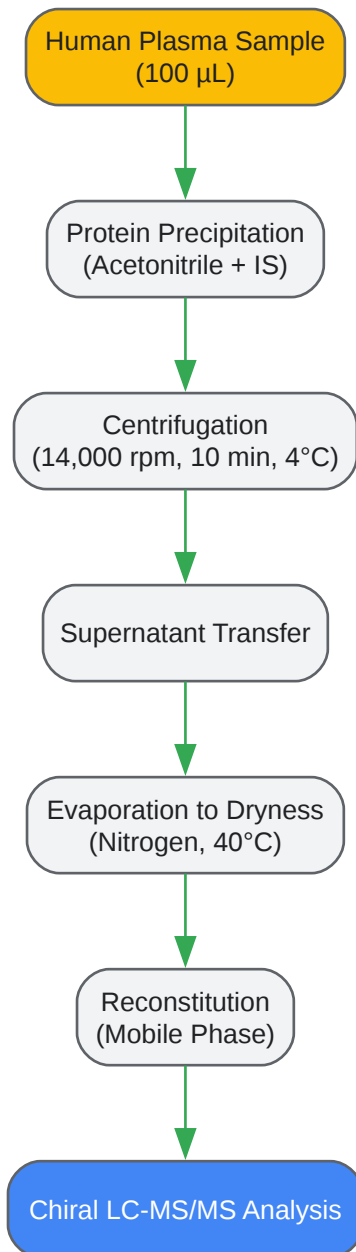 Human Plasma Sample
(100 µL)
Protein Precipitation
(Acetonitrile + IS)
Centrifugation
(14,000 rpm, 10 min, 4°C)
Supernatant Transfer
Evaporation to Dryness
(Nitrogen, 40°C)
Reconstitution
(Mobile Phase)
Chiral LC-MS/MS Analysis